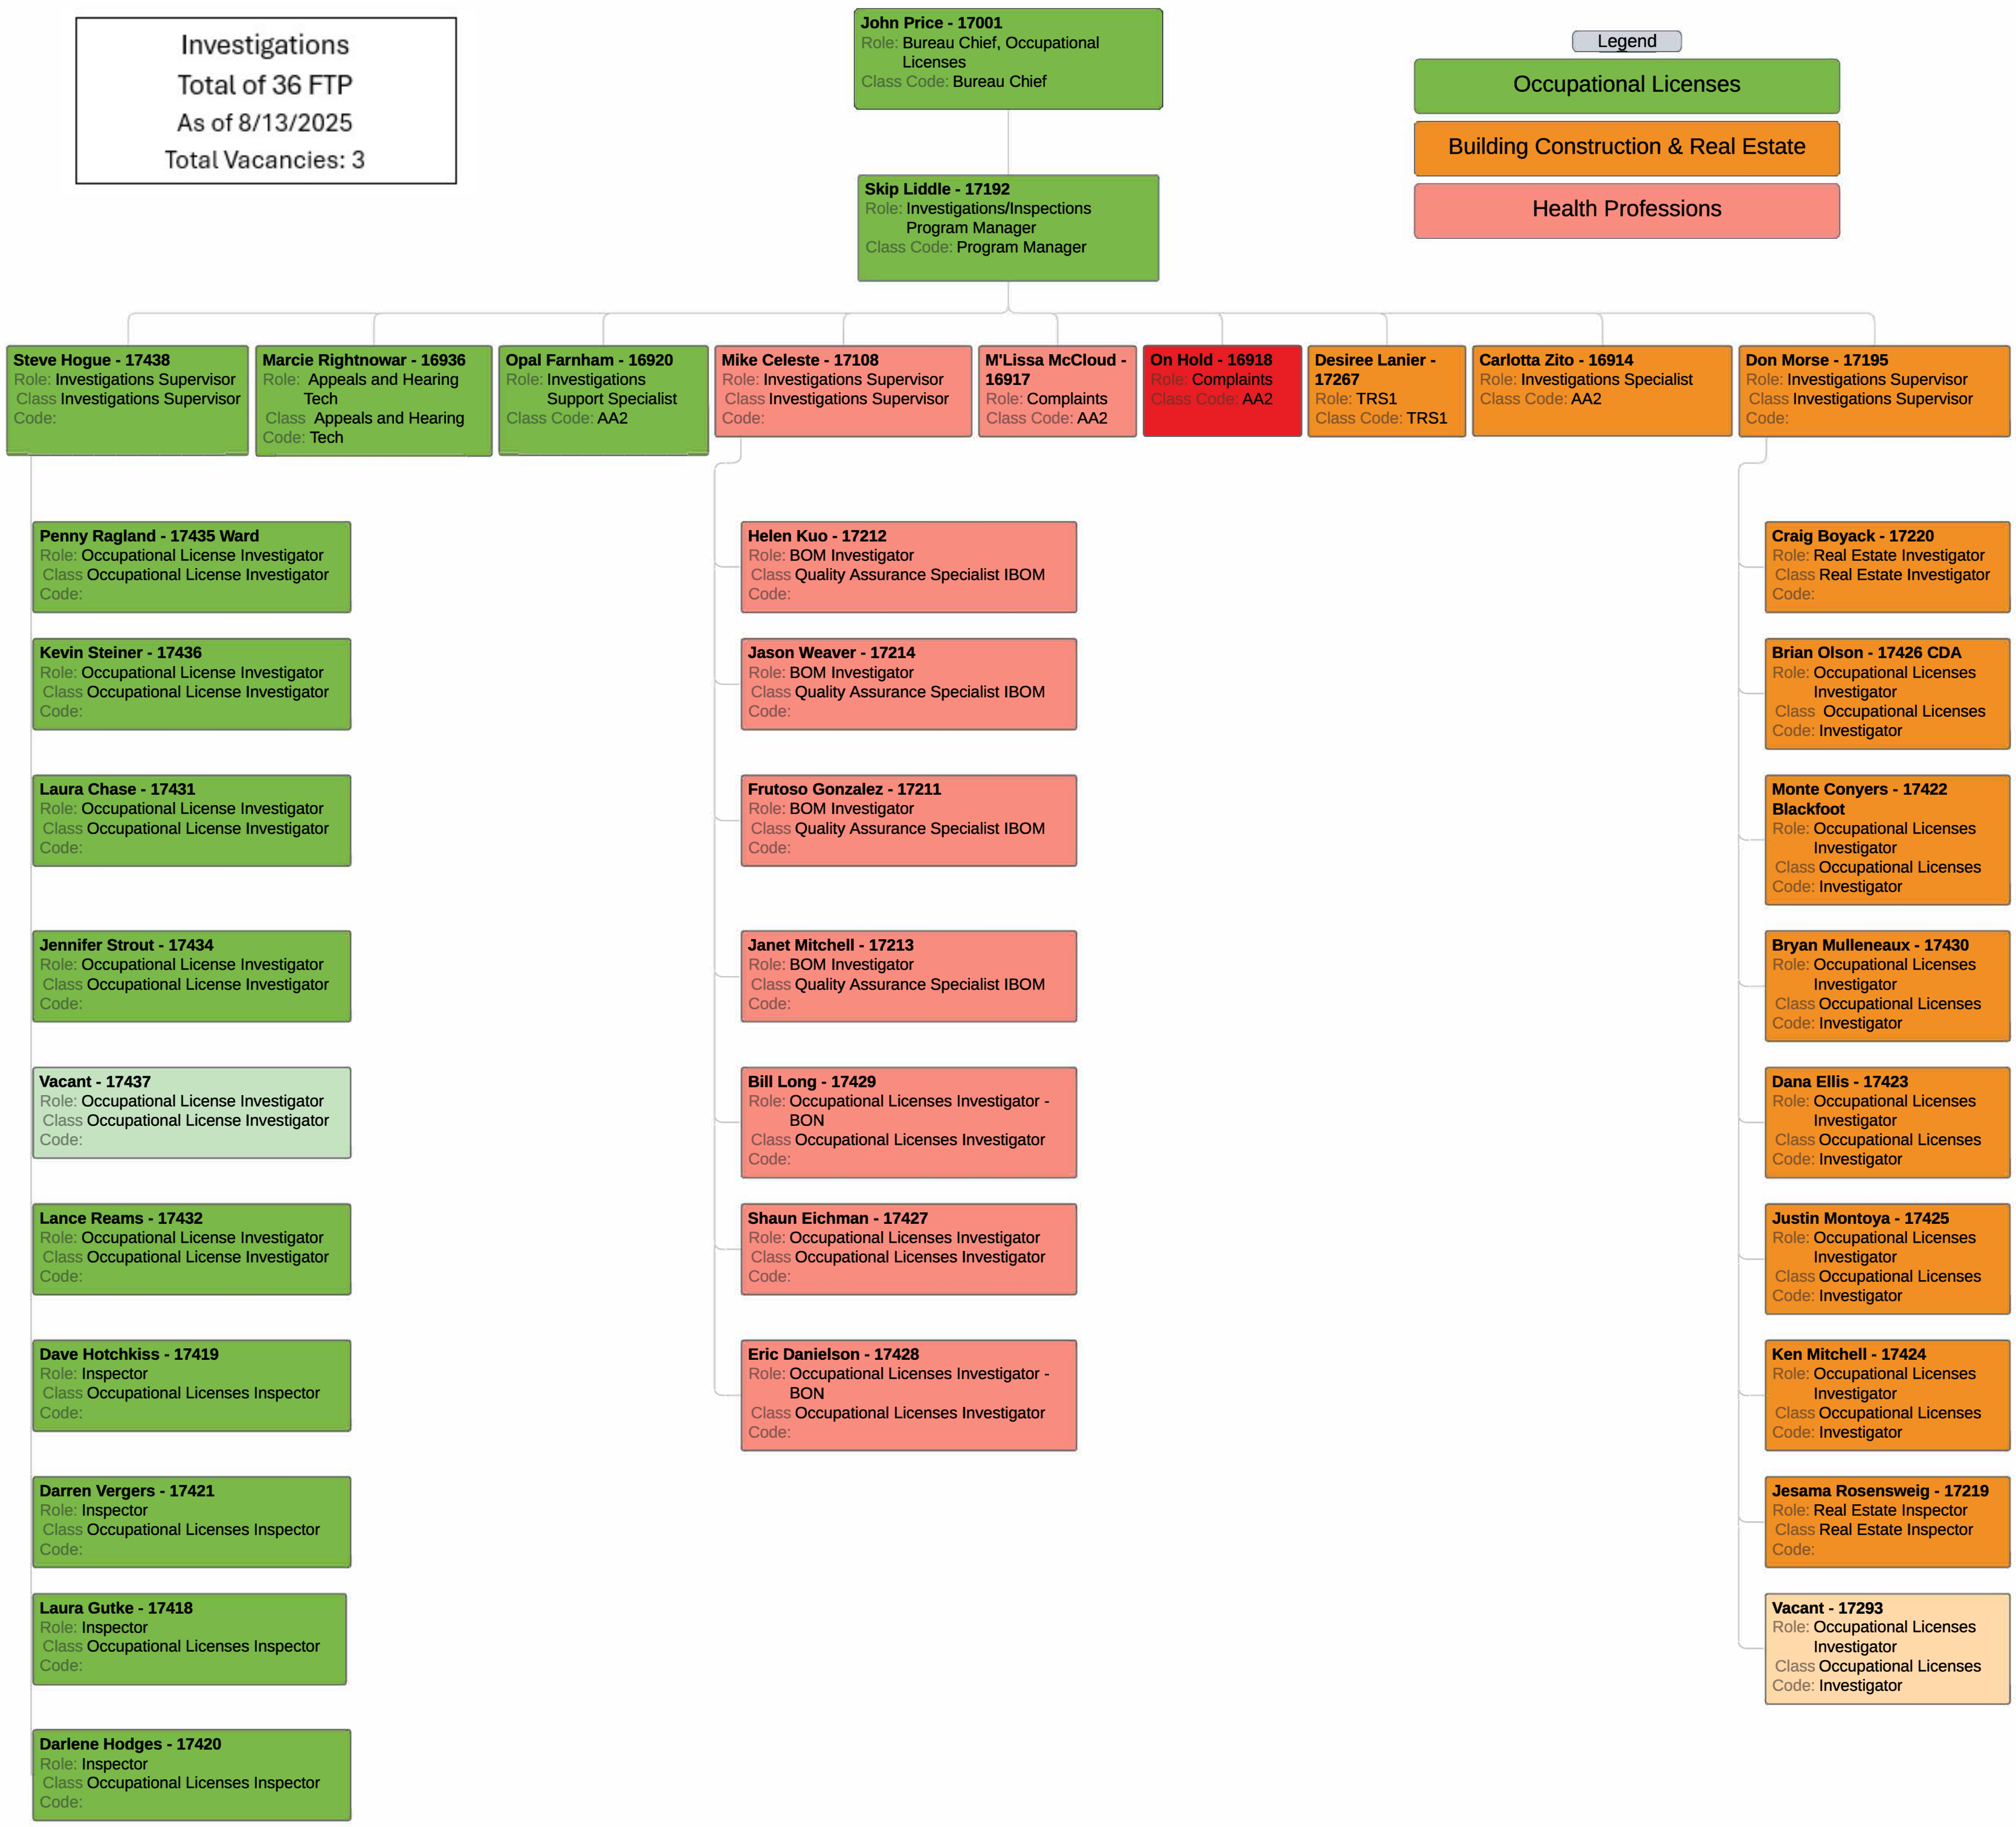 Investigations
Total of 36 FTP
As of 8/13/2025
Total Vacancies: 3
John Price - 17001
Role: Bureau Chief, Occupational
Licenses
Class Code: Bureau Chief
Legend
Occupational Licenses
Building Construction & Real Estate
Health Professions
Skip Liddle - 17192
Role: Investigations/Inspections
Program Manager
Class Code: Program Manager
Steve Hogue - 17438
Role: Investigations Supervisor
Class Investigations Supervisor
Code:
Marcie Rightnowar - 16936
Role: Appeals and Hearing
Tech
Class Appeals and Hearing
Code: Tech
Opal Farnham - 16920
Role: Investigations
Support Specialist
Class Code: AA2
Mike Celeste - 17108
Role: Investigations Supervisor
Class Investigations Supervisor
Code:
M'Lissa McCloud -
16917
Role: Complaints
Class Code: AA2
On Hold - 16918
Role: Complaints
Class Code: AA2
Desiree Lanier -
17267
Role: TRS1
Class Code: TRS1
Carlotta Zito - 16914
Role: Investigations Specialist
Class Code: AA2
Don Morse - 17195
Role: Investigations Supervisor
Class Investigations Supervisor
Code:
Penny Ragland - 17435 Ward
Role: Occupational License Investigator
Class Occupational License Investigator
Code:
Kevin Steiner - 17436
Role: Occupational License Investigator
Class Occupational License Investigator
Code:
Laura Chase - 17431
Role: Occupational License Investigator
Class Occupational License Investigator
Code:
Jennifer Strout - 17434
Role: Occupational License Investigator
Class Occupational License Investigator
Code:
Vacant - 17437
Role: Occupational License Investigator
Class Occupational License Investigator
Code:
Lance Reams - 17432
Role: Occupational License Investigator
Class Occupational License Investigator
Code:
Dave Hotchkiss - 17419
Role: Inspector
Class Occupational Licenses Inspector
Code:
Darren Vergers - 17421
Role: Inspector
Class Occupational Licenses Inspector
Code:
Laura Gutke - 17418
Role: Inspector
Class Occupational Licenses Inspector
Code:
Darlene Hodges - 17420
Role: Inspector
Class Occupational Licenses Inspector
Code:
Helen Kuo - 17212
Role: BOM Investigator
Class Quality Assurance Specialist IBOM
Code:
Jason Weaver - 17214
Role: BOM Investigator
Class Quality Assurance Specialist IBOM
Code:
Frutoso Gonzalez - 17211
Role: BOM Investigator
Class Quality Assurance Specialist IBOM
Code:
Janet Mitchell - 17213
Role: BOM Investigator
Class Quality Assurance Specialist IBOM
Code:
Bill Long - 17429
Role: Occupational Licenses Investigator -
BON
Class Occupational Licenses Investigator
Code:
Shaun Eichman - 17427
Role: Occupational Licenses Investigator
Class Occupational Licenses Investigator
Code:
Eric Danielson - 17428
Role: Occupational Licenses Investigator -
BON
Class Occupational Licenses Investigator
Code:
Craig Boyack - 17220
Role: Real Estate Investigator
Class Real Estate Investigator
Code:
Brian Olson - 17426 CDA
Role: Occupational Licenses
Investigator
Class Occupational Licenses
Code: Investigator
Monte Conyers - 17422
Blackfoot
Role: Occupational Licenses
Investigator
Class Occupational Licenses
Code: Investigator
Bryan Mulleneaux - 17430
Role: Occupational Licenses
Investigator
Class Occupational Licenses
Code: Investigator
Dana Ellis - 17423
Role: Occupational Licenses
Investigator
Class Occupational Licenses
Code: Investigator
Justin Montoya - 17425
Role: Occupational Licenses
Investigator
Class Occupational Licenses
Code: Investigator
Ken Mitchell - 17424
Role: Occupational Licenses
Investigator
Class Occupational Licenses
Code: Investigator
Jesama Rosensweig - 17219
Role: Real Estate Inspector
Class Real Estate Inspector
Code:
Vacant - 17293
Role: Occupational Licenses
Investigator
Class Occupational Licenses
Code: Investigator